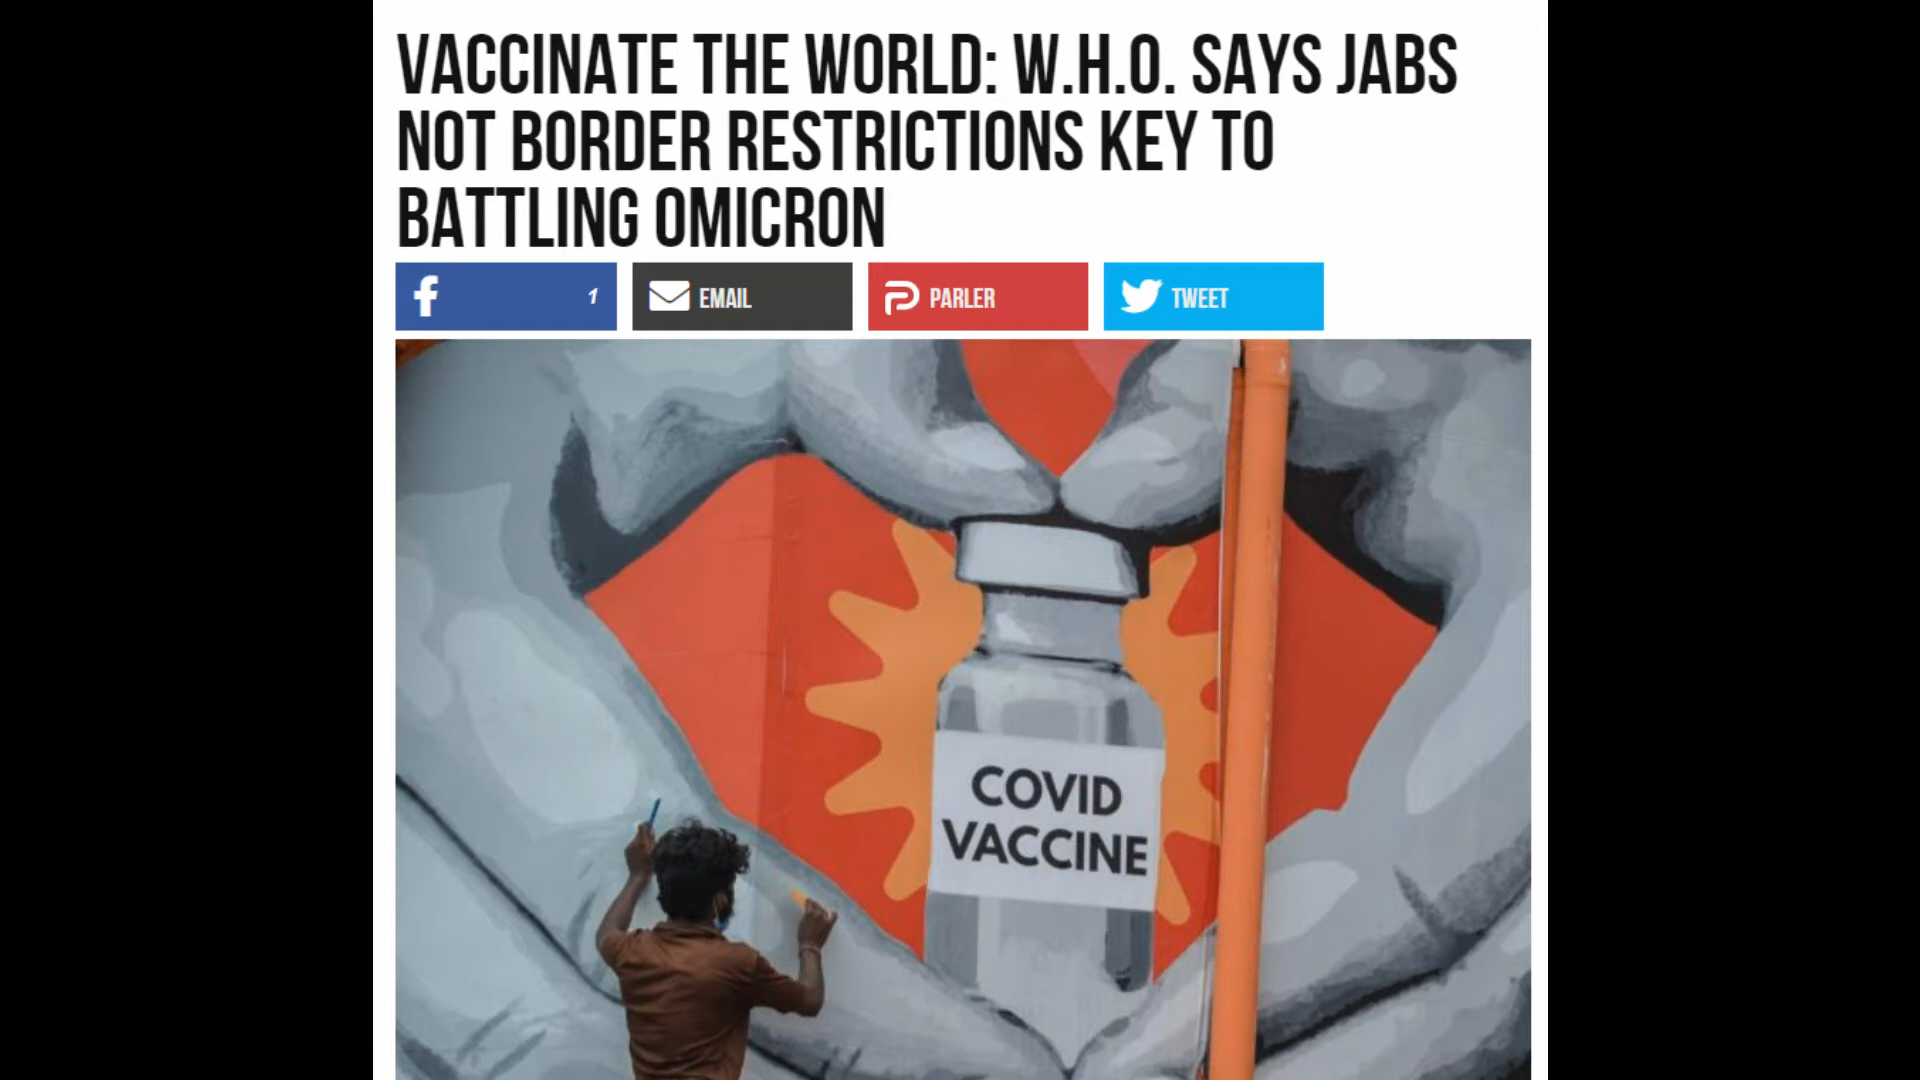 VACCINATE THE WORLD: W.H.O. SAYS JABS
NOT BORDER RESTRICTIONS KEY TO
BATTLING OMICRON
1
EMAIL
PARLER
TWEET
COVID
VACCINE